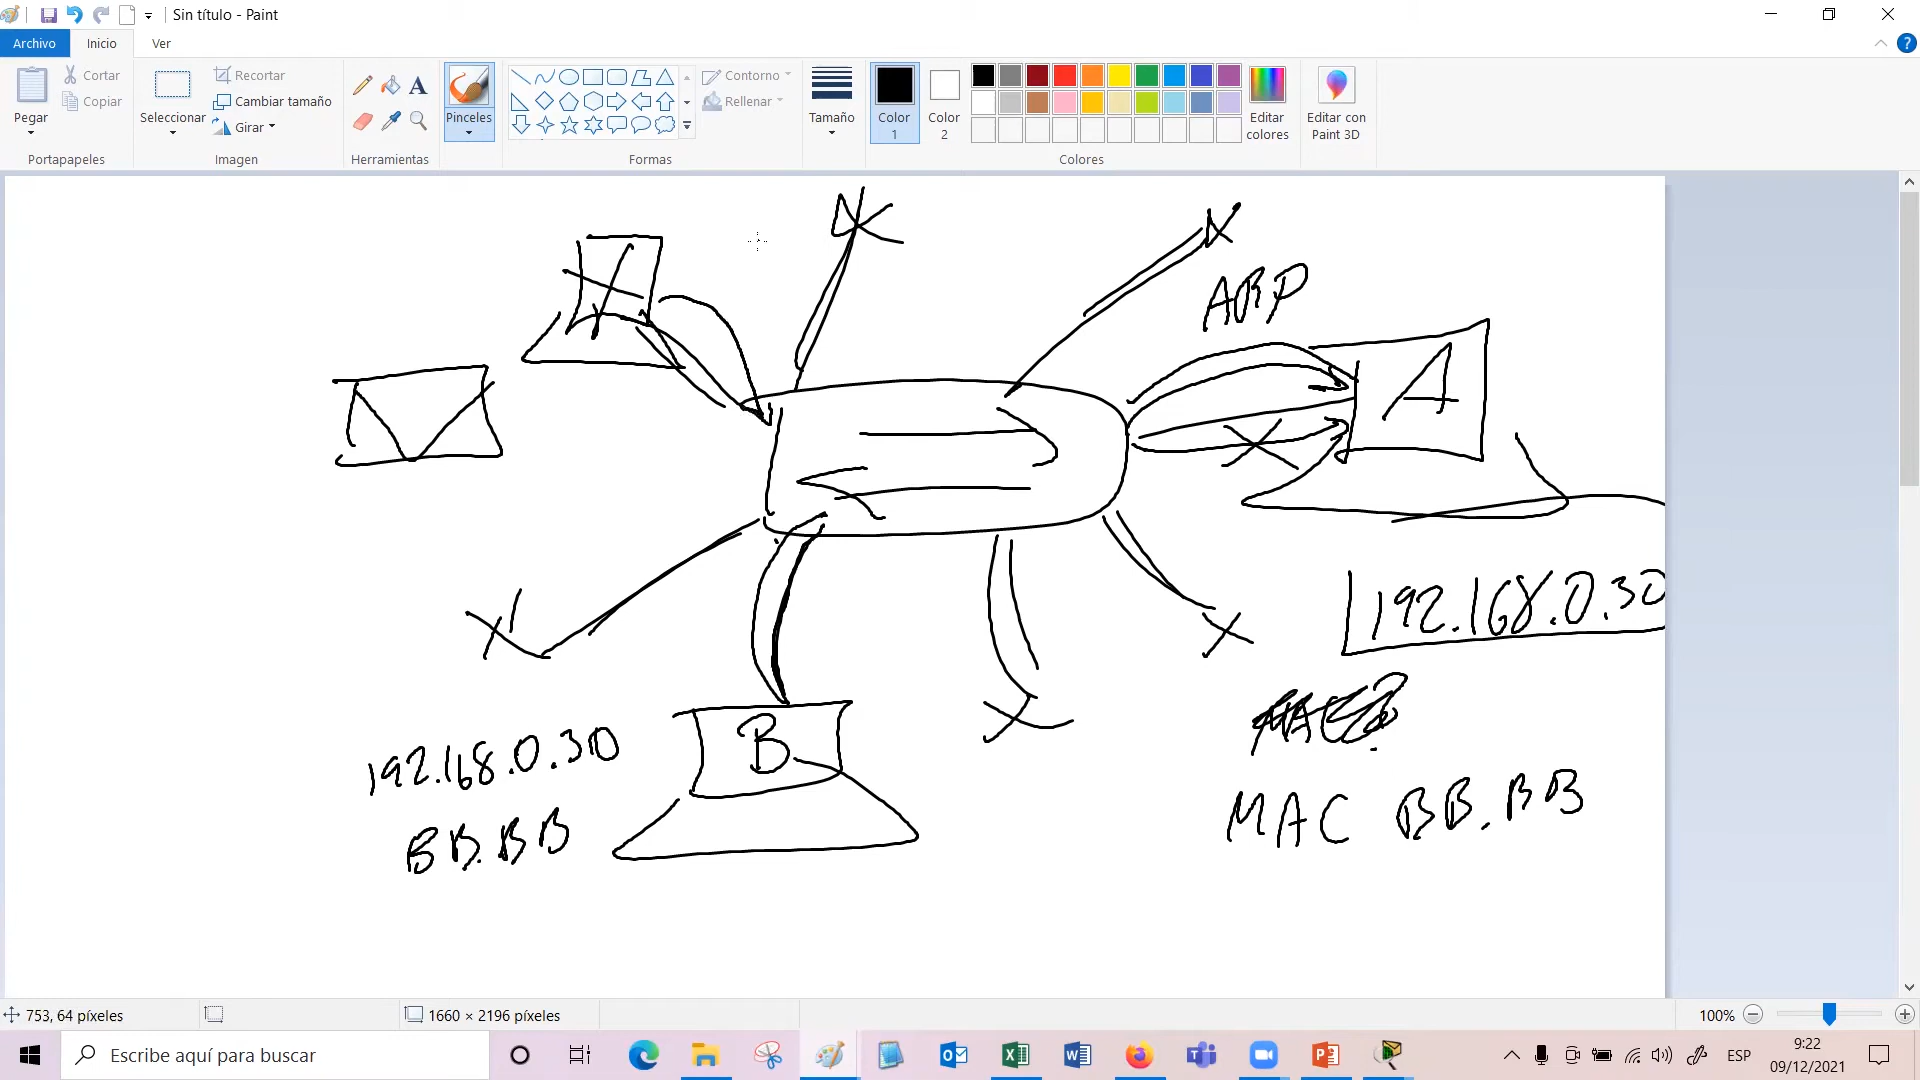 Sin título - Paint
Archivo Inicio Ver
Pegar
Cortar
Copiar
Portapapeles
Seleccionar
Recortar
Cambiar tamaño
Girar
Imagen
A
Herramientas
Pinceles
Formas
Contorno
Rellenar
Tamaño
Color 1
Color 2
Colores
Editar colores
Editar con Paint 3D
?
ARP
A
192.168.0.30
B
192.168.0.30
BB.BB
MAC BB.BB
753, 64 píxeles
1660 × 2196 píxeles
100%
Escribe aquí para buscar
ESP
9:22
09/12/2021